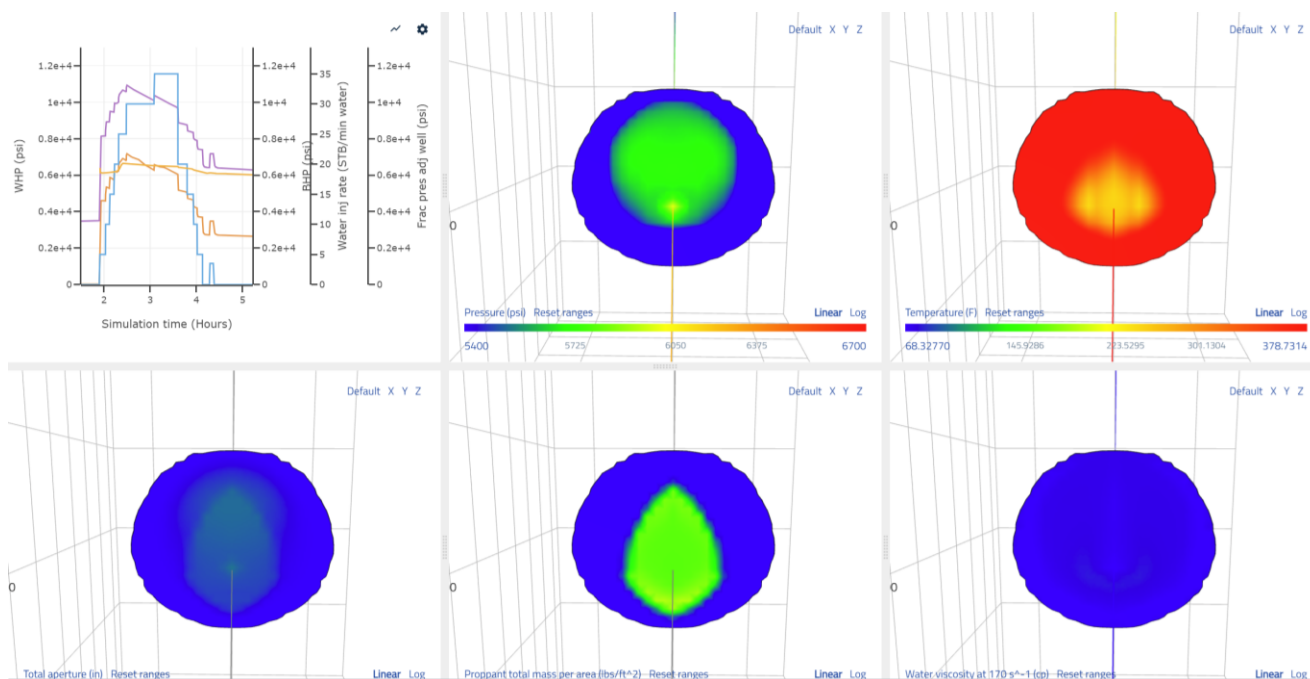 Default X Y Z
Default X Y Z
1.2e+4
1e+4
0.8e+4
0.6e+4
0.4e+4
0.2e+4
0
WHP (psi)
2
3
4
5
Simulation time (Hours)
1.2e+4
1e+4
0.8e+4
0.6e+4
0.4e+4
0.2e+4
0
BHP (psi)
35
30
25
20
15
10
5
0
Water inj rate (STB/min water)
1.2e+4
1e+4
0.8e+4
0.6e+4
0.4e+4
0.2e+4
0
Frac pres adj well (psi)
0
Pressure (psi) Reset ranges Linear Log
5400 5725 6050 6375 6700
0
Temperature (F) Reset ranges Linear Log
68.32770 145.9286 223.5295 301.1304 378.7314
Default X Y Z
Default X Y Z
Default X Y Z
0
0
0
Total aperture (in) Reset ranges Linear Log
Proppant total mass per area (lbs/ft^2) Reset ranges Linear Log
Water viscosity at 170 s^-1 (cp) Reset ranges Linear Log